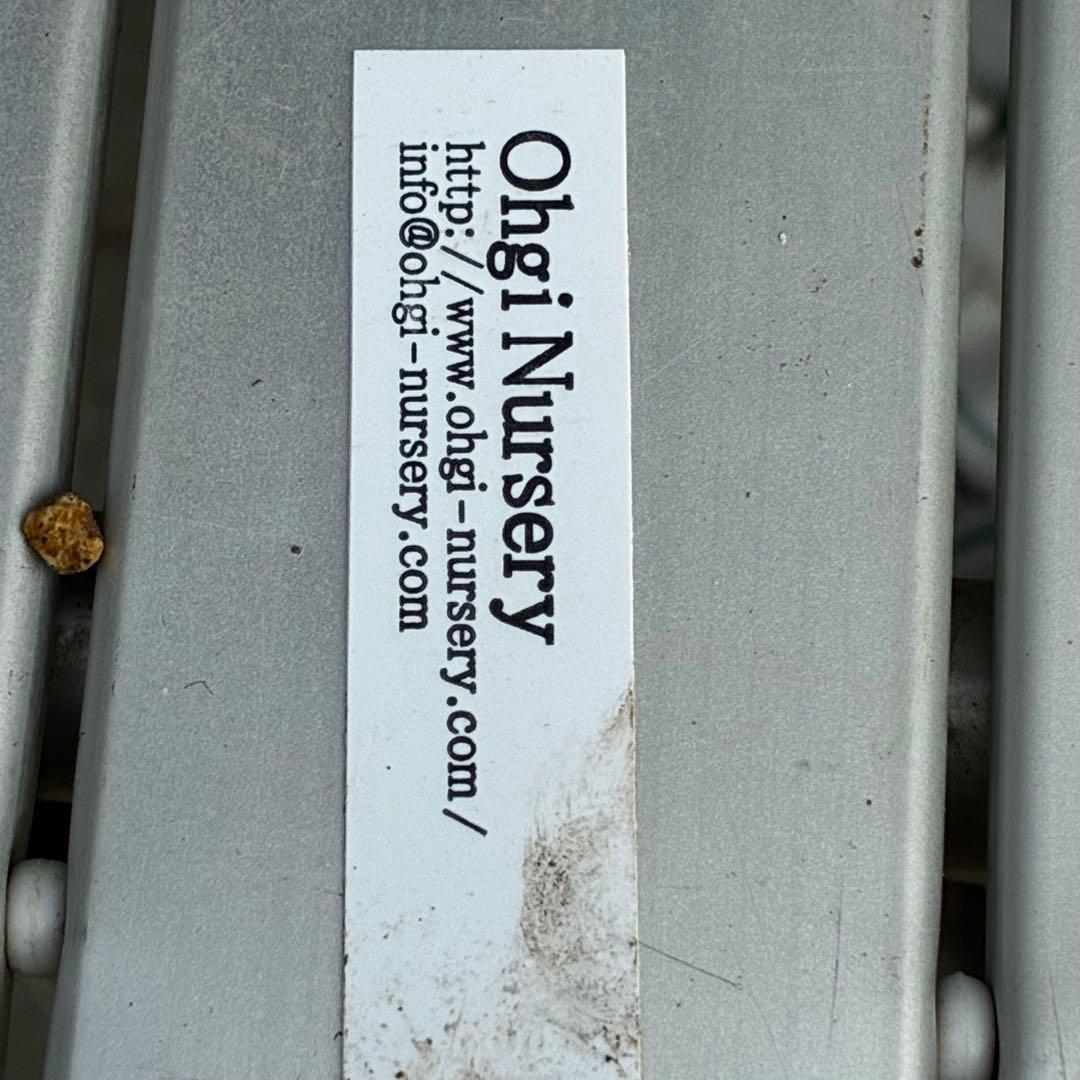 Ohgi Nursery
http://www.ohgi-nursery.com/
info@ohgi-nursery.com